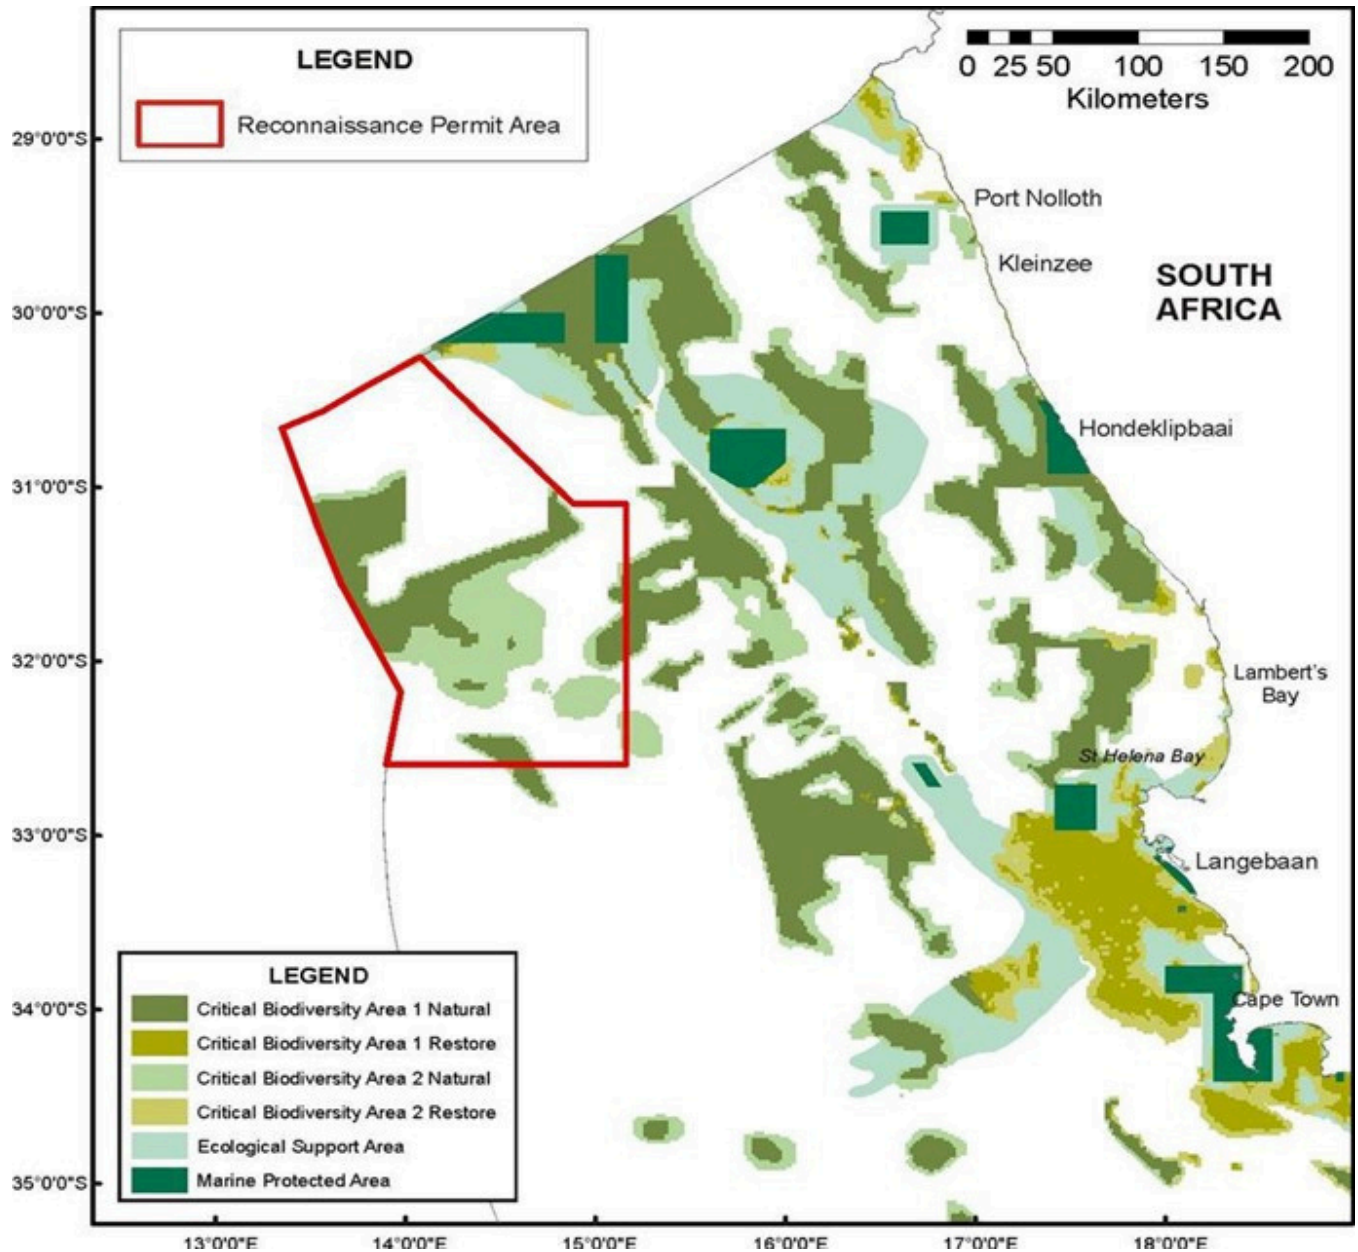 LEGEND
Reconnaissance Permit Area
0 25 50 100 150 200
Kilometers
29°0'0"S
30°0'0"S
31°0'0"S
32°0'0"S
33°0'0"S
34°0'0"S
35°0'0"S
Port Nolloth
Kleinzee
SOUTH
AFRICA
Hondeklipbaai
Lambert's
Bay
St Helena Bay
Langebaan
Cape Town
LEGEND
Critical Biodiversity Area 1 Natural
Critical Biodiversity Area 1 Restore
Critical Biodiversity Area 2 Natural
Critical Biodiversity Area 2 Restore
Ecological Support Area
Marine Protected Area
13°0'0"E 14°0'0"E 15°0'0"E 16°0'0"E 17°0'0"E 18°0'0"E